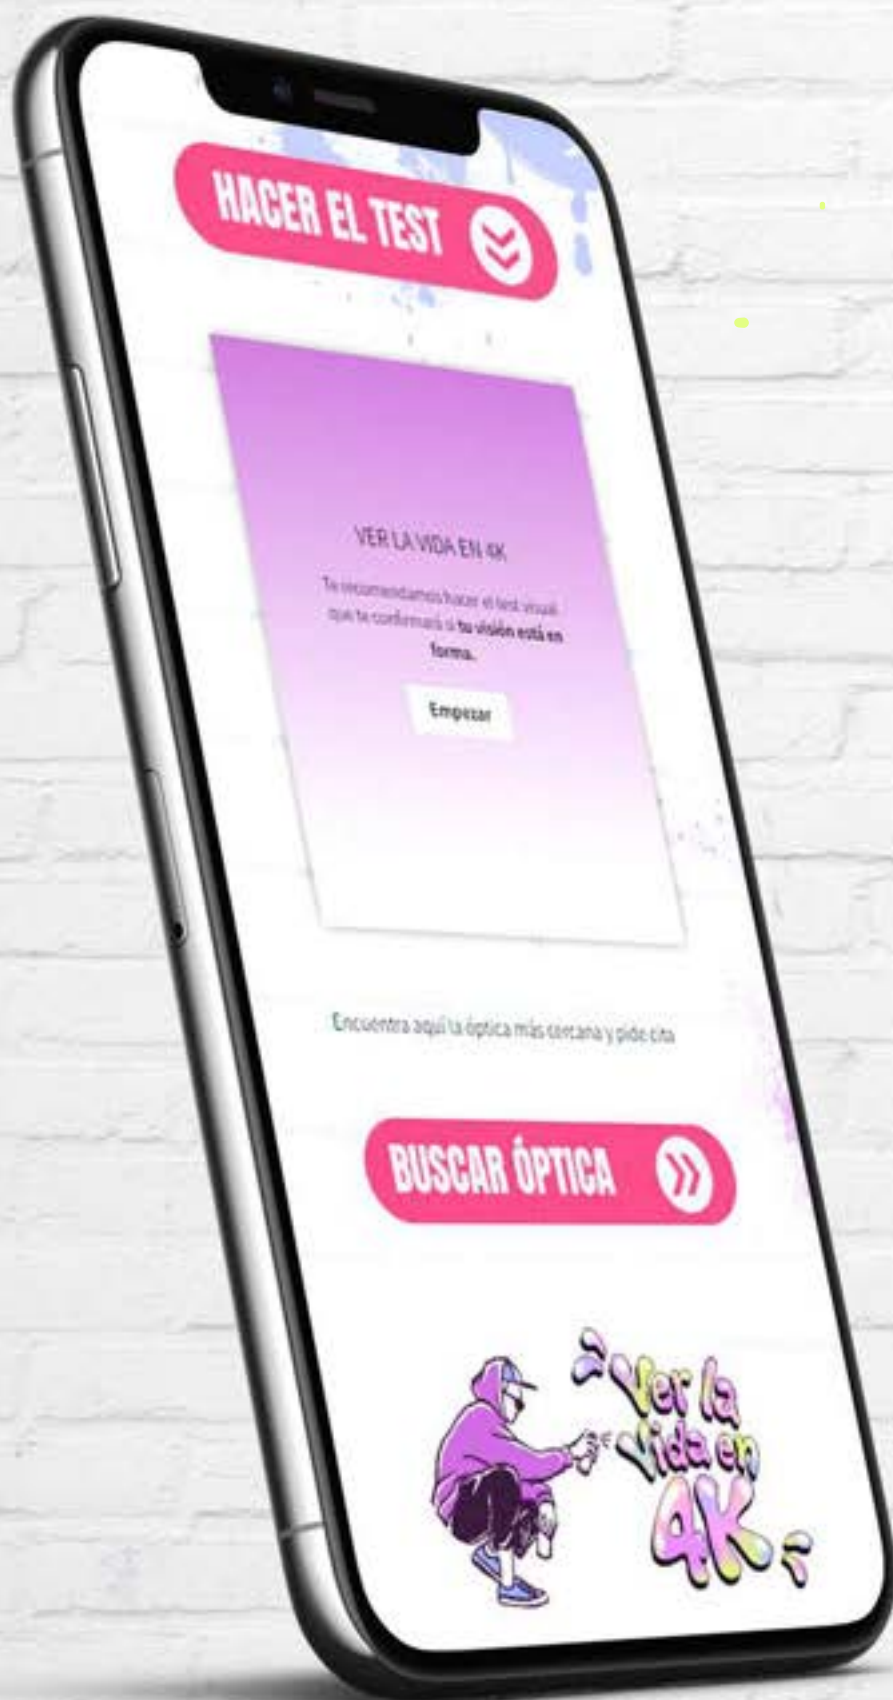 HACER EL TEST
VER LA VIDA EN 4K
Te recomendamos hacer el test visual
que te confirmará si tu visión está en
forma.
Empezar
Encuentra aquí la óptica más cercana y pide cita
BUSCAR ÓPTICA
Ver la
Vida en
4K